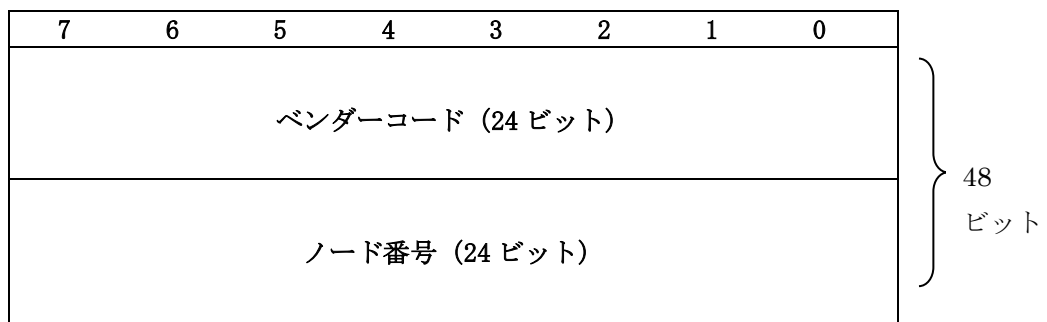 7 6 5 4 3 2 1 0
ベンダーコード (24 ビット)
48
ビット
ノード番号 (24 ビット)